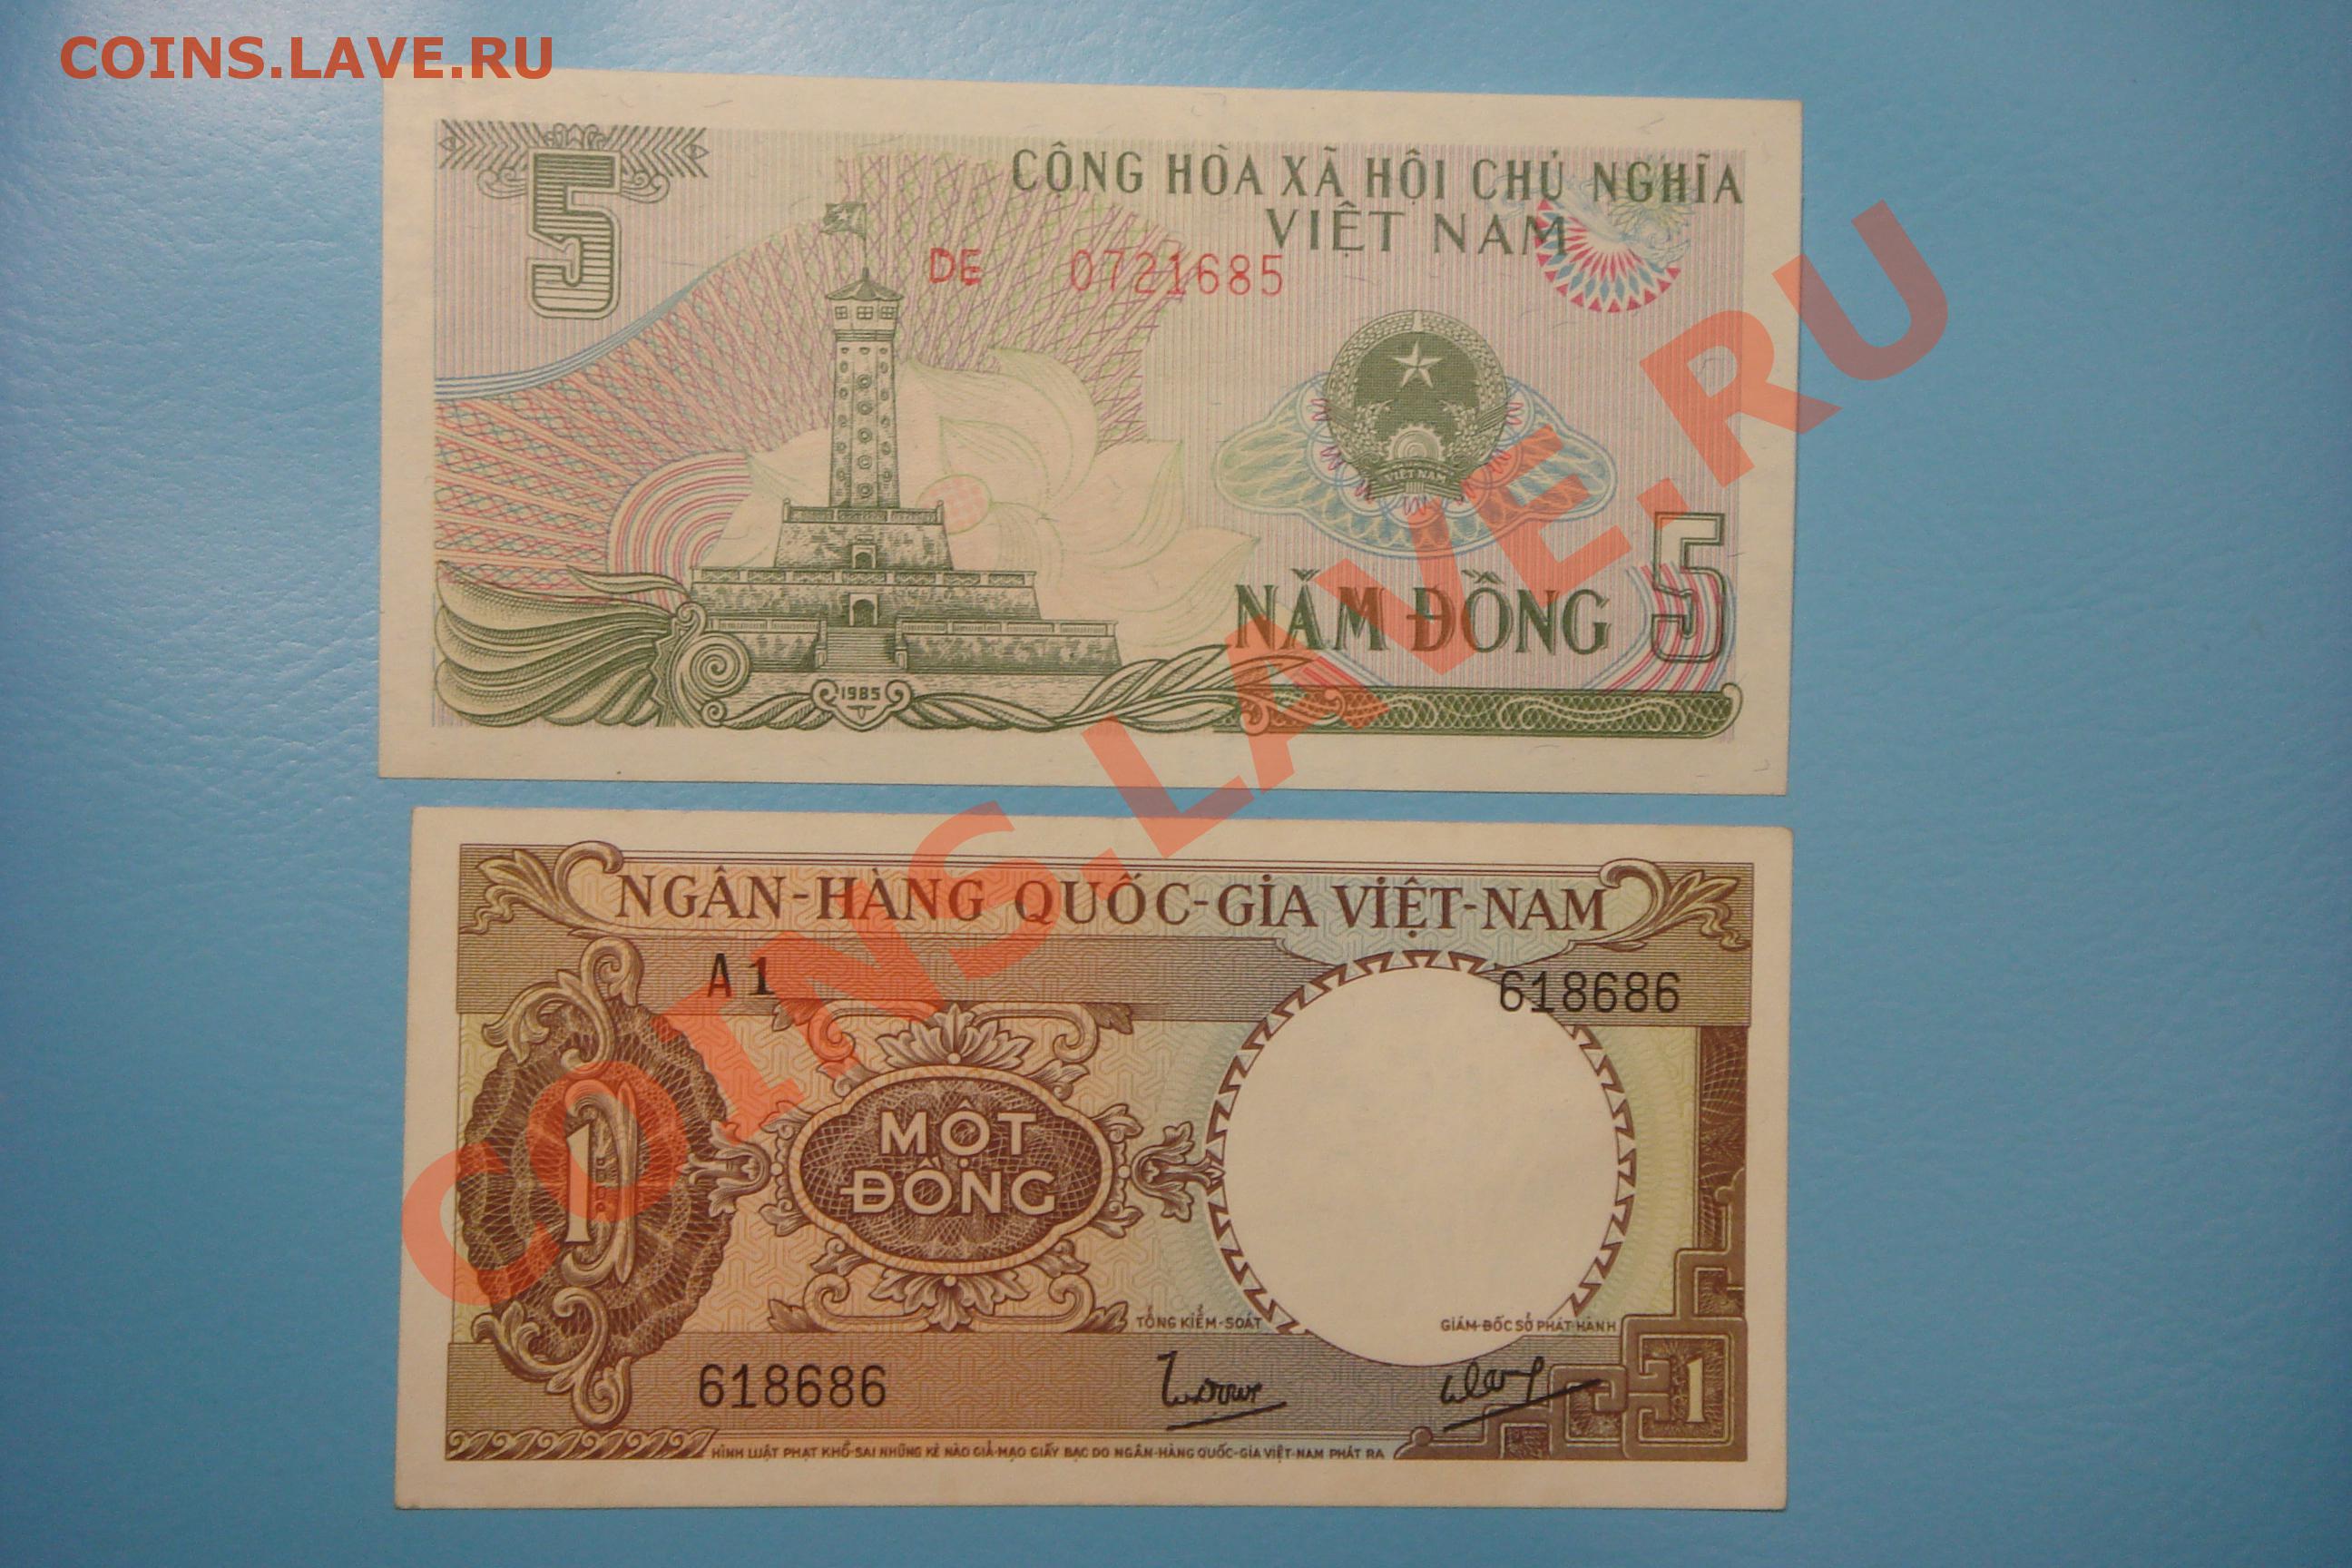 COINS.LAVE.RU
5
CÔNG HÒA XÃ HÔI CHỦ NGHĨA
VIỆT NAM
DE 0721685
VIỆT NAM
NĂM ĐỒNG
5
1985
COINS.LAVE.RU
NGÂN-HÀNG QUỐC-GIA VIỆT-NAM
A1
618686
1
MỘT
ĐỒNG
TỔNG KIỂM-SOÁT
GIÁM-ĐỐC SỞ PHÁT-HÀNH
618686
1
HÌNH LUẬT PHẠT KHỔ-SAI NHỮNG KẺ NÀO GIẢ-MẠO GIẤY BẠC DO NGÂN-HÀNG QUỐC-GIA VIỆT-NAM PHÁT RA